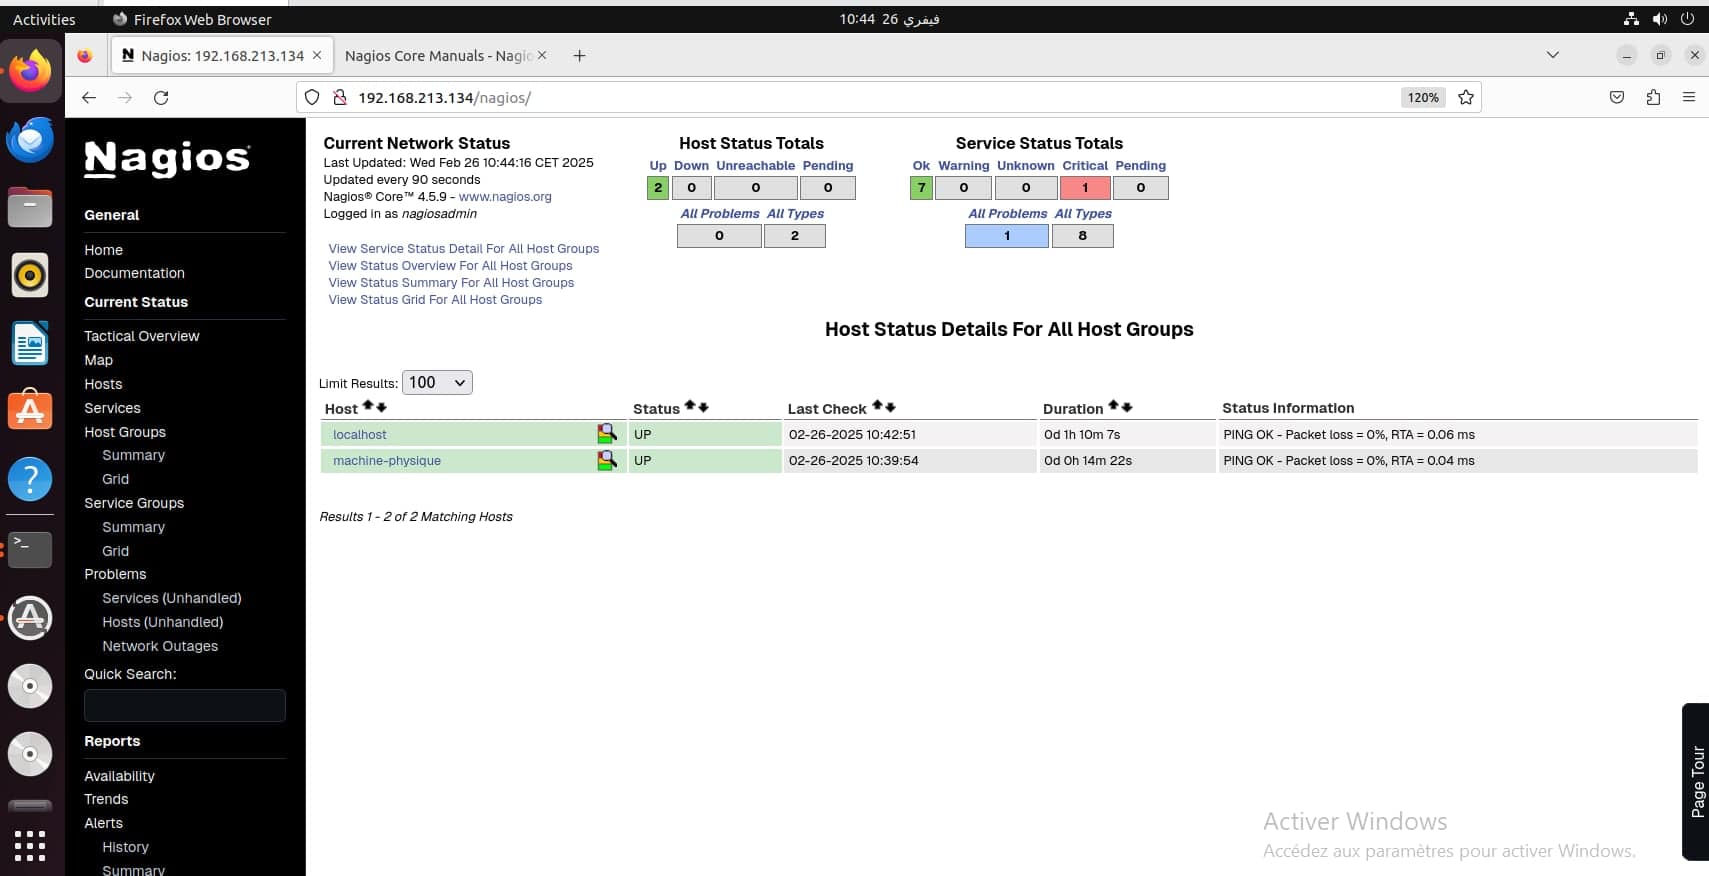 Activities
Firefox Web Browser
10:44 26 فيفري
Nagios: 192.168.213.134
Nagios Core Manuals - Nagio
192.168.213.134/nagios/
120%
Nagios
General
Home
Documentation
Current Status
Tactical Overview
Map
Hosts
Services
Host Groups
Summary
Grid
Service Groups
Summary
Grid
Problems
Services (Unhandled)
Hosts (Unhandled)
Network Outages
Quick Search:
Reports
Availability
Trends
Alerts
History
Summary
Current Network Status
Last Updated: Wed Feb 26 10:44:16 CET 2025
Updated every 90 seconds
Nagios® Core™ 4.5.9 - www.nagios.org
Logged in as nagiosadmin
View Service Status Detail For All Host Groups
View Status Overview For All Host Groups
View Status Summary For All Host Groups
View Status Grid For All Host Groups
Host Status Totals
Up Down Unreachable Pending
2 0 0 0
All Problems All Types
0 2
Service Status Totals
Ok Warning Unknown Critical Pending
7 0 0 1 0
All Problems All Types
1 8
Host Status Details For All Host Groups
Limit Results: 100
Host Status Last Check Duration Status Information
localhost UP 02-26-2025 10:42:51 0d 1h 10m 7s PING OK - Packet loss = 0%, RTA = 0.06 ms
machine-physique UP 02-26-2025 10:39:54 0d 0h 14m 22s PING OK - Packet loss = 0%, RTA = 0.04 ms
Results 1 - 2 of 2 Matching Hosts
Page Tour
Activer Windows
Accédez aux paramètres pour activer Windows.